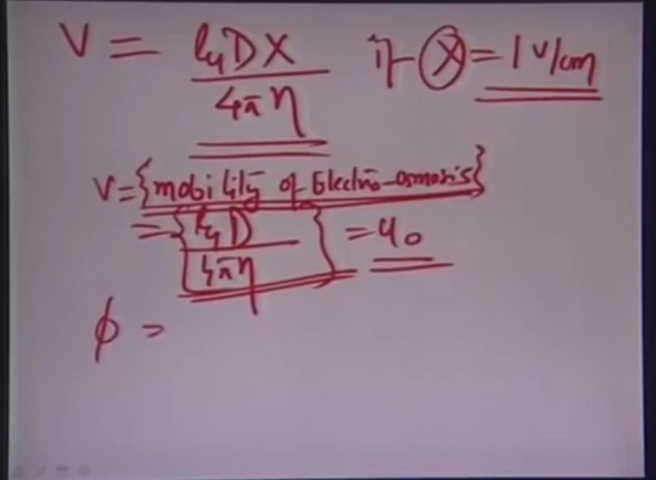 V = ζDX / 4πη if X = 1 V/cm
V = {mobility of Electro-osmosis}
= {ζD / 4πη} = u₀
φ =